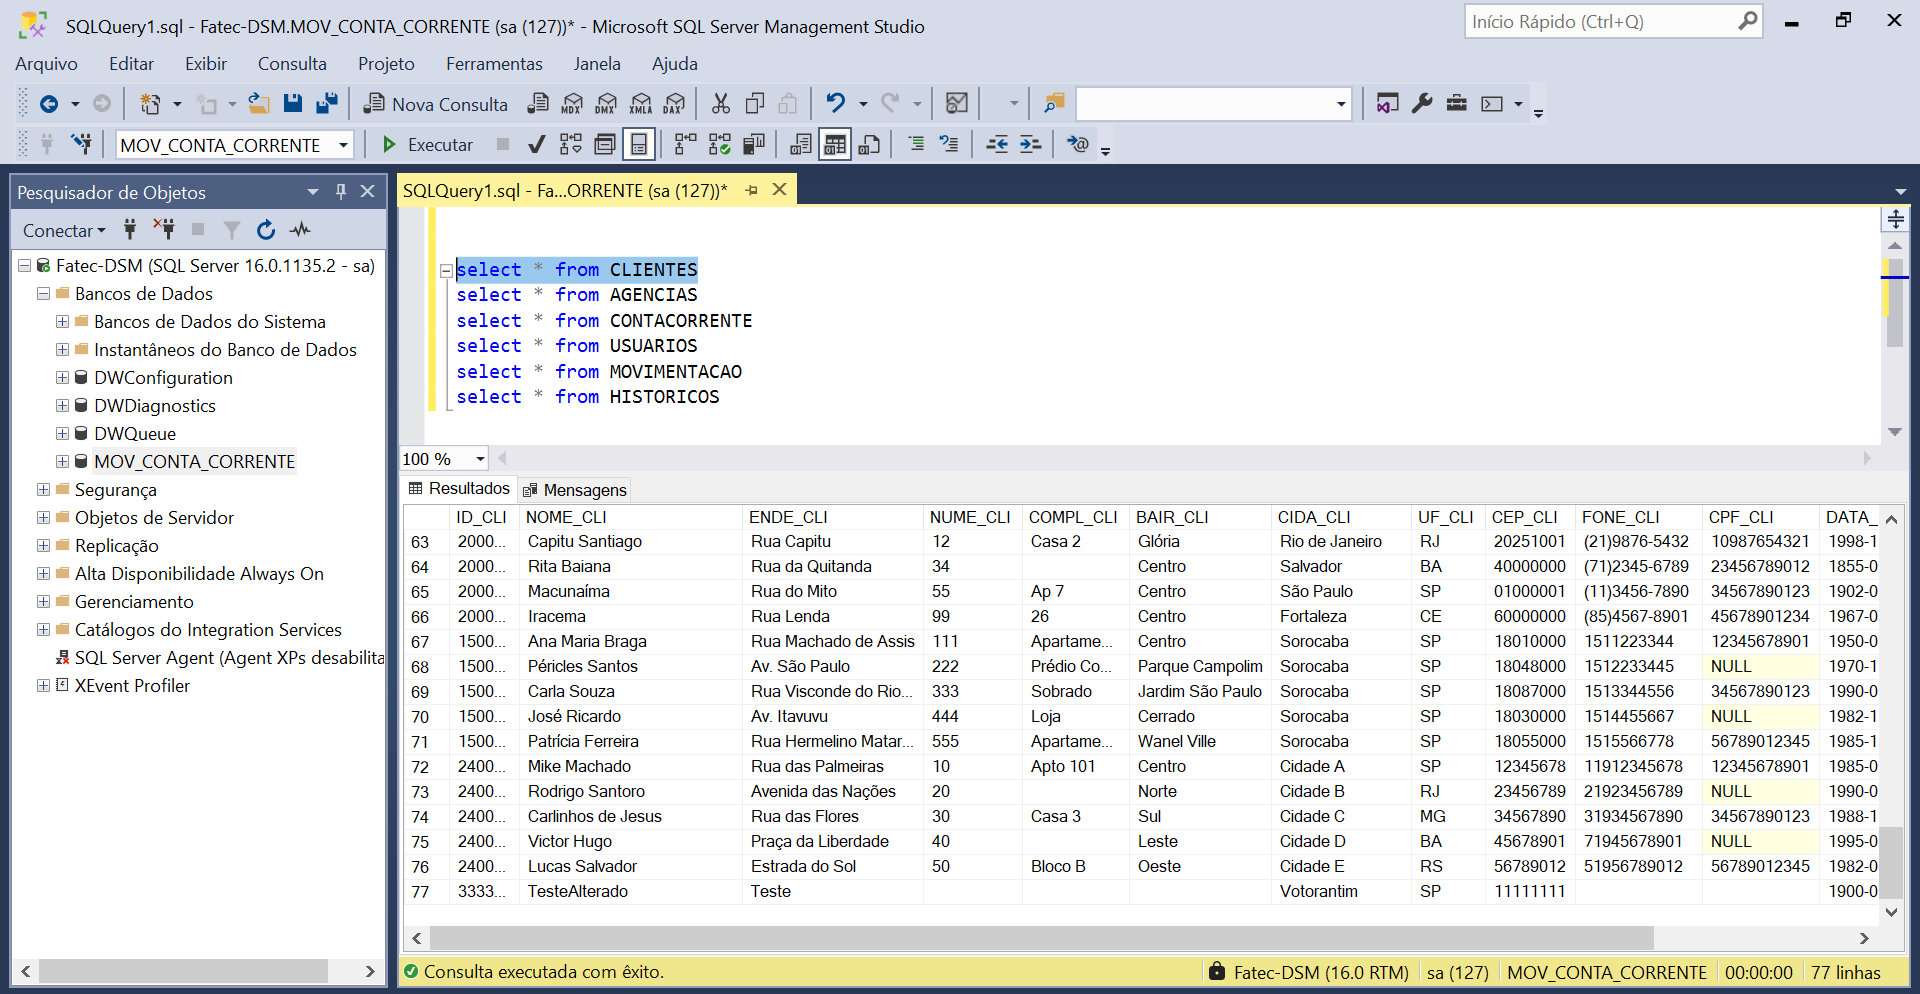 SQLQuery1.sql - Fatec-DSM.MOV_CONTA_CORRENTE (sa (127))* - Microsoft SQL Server Management Studio
Início Rápido (Ctrl+Q)
Arquivo Editar Exibir Consulta Projeto Ferramentas Janela Ajuda
Nova Consulta MDX DMX XMLA DAX
MOV_CONTA_CORRENTE Executar
Pesquisador de Objetos
Conectar
Fatec-DSM (SQL Server 16.0.1135.2 - sa)
Bancos de Dados
Bancos de Dados do Sistema
Instantâneos do Banco de Dados
DWConfiguration
DWDiagnostics
DWQueue
MOV_CONTA_CORRENTE
Segurança
Objetos de Servidor
Replicação
Alta Disponibilidade Always On
Gerenciamento
Catálogos do Integration Services
SQL Server Agent (Agent XPs desabilita
XEvent Profiler
SQLQuery1.sql - Fa...ORRENTE (sa (127))*
select * from CLIENTES
select * from AGENCIAS
select * from CONTACORRENTE
select * from USUARIOS
select * from MOVIMENTACAO
select * from HISTORICOS
100 %
Resultados Mensagens
ID_CLI NOME_CLI ENDE_CLI NUME_CLI COMPL_CLI BAIR_CLI CIDA_CLI UF_CLI CEP_CLI FONE_CLI CPF_CLI DATA_
63 2000... Capitu Santiago Rua Capitu 12 Casa 2 Glória Rio de Janeiro RJ 20251001 (21)9876-5432 10987654321 1998-1
64 2000... Rita Baiana Rua da Quitanda 34 Centro Salvador BA 40000000 (71)2345-6789 23456789012 1855-0
65 2000... Macunaíma Rua do Mito 55 Ap 7 Centro São Paulo SP 01000001 (11)3456-7890 34567890123 1902-0
66 2000... Iracema Rua Lenda 99 26 Centro Fortaleza CE 60000000 (85)4567-8901 45678901234 1967-0
67 1500... Ana Maria Braga Rua Machado de Assis 111 Apartame... Centro Sorocaba SP 18010000 1511223344 12345678901 1950-0
68 1500... Péricles Santos Av. São Paulo 222 Prédio Co... Parque Campolim Sorocaba SP 18048000 1512233445 NULL 1970-1
69 1500... Carla Souza Rua Visconde do Rio... 333 Sobrado Jardim São Paulo Sorocaba SP 18087000 1513344556 34567890123 1990-0
70 1500... José Ricardo Av. Itavuvu 444 Loja Cerrado Sorocaba SP 18030000 1514455667 NULL 1982-1
71 1500... Patrícia Ferreira Rua Hermelino Matar... 555 Apartame... Wanel Ville Sorocaba SP 18055000 1515566778 56789012345 1985-1
72 2400... Mike Machado Rua das Palmeiras 10 Apto 101 Centro Cidade A SP 12345678 11912345678 12345678901 1985-0
73 2400... Rodrigo Santoro Avenida das Nações 20 Norte Cidade B RJ 23456789 21923456789 NULL 1990-0
74 2400... Carlinhos de Jesus Rua das Flores 30 Casa 3 Sul Cidade C MG 34567890 31934567890 34567890123 1988-1
75 2400... Victor Hugo Praça da Liberdade 40 Leste Cidade D BA 45678901 71945678901 NULL 1995-0
76 2400... Lucas Salvador Estrada do Sol 50 Bloco B Oeste Cidade E RS 56789012 51956789012 56789012345 1982-0
77 3333... TesteAlterado Teste Votorantim SP 11111111 1900-0
Consulta executada com êxito. Fatec-DSM (16.0 RTM) sa (127) MOV_CONTA_CORRENTE 00:00:00 77 linhas